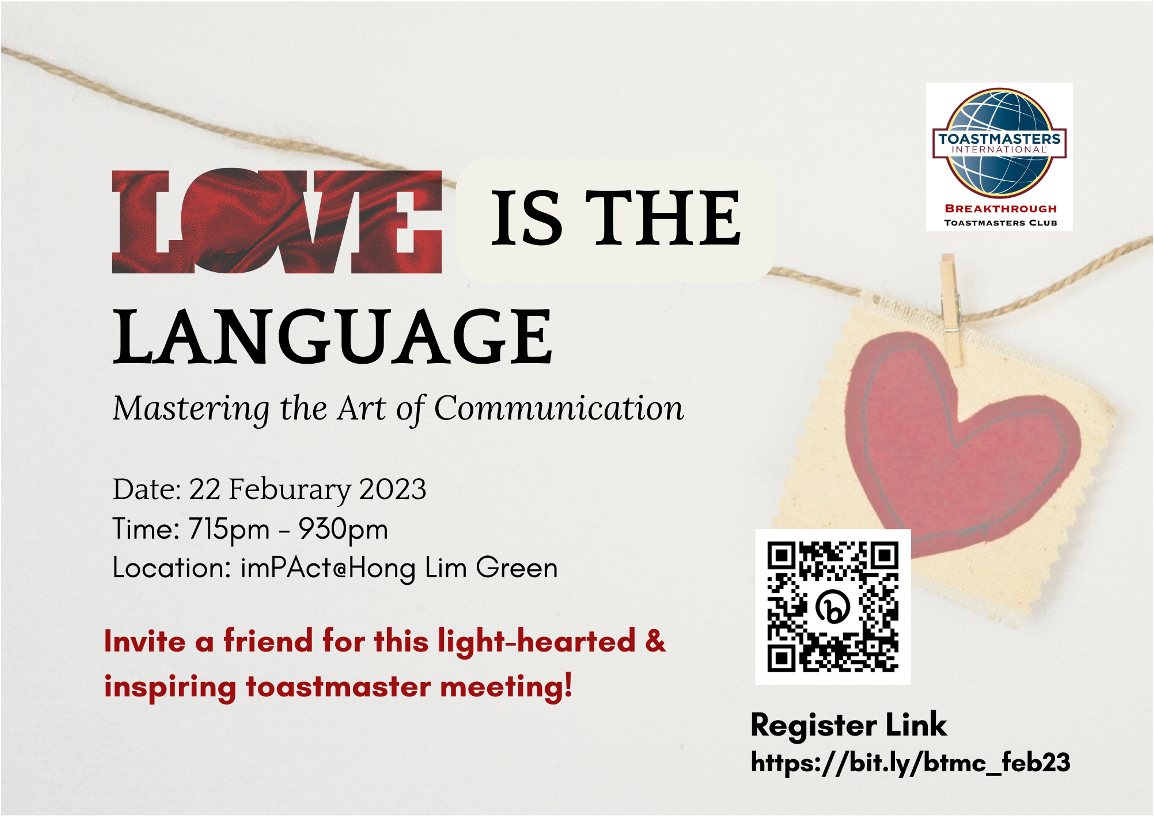 LOVE IS THE
LANGUAGE
Mastering the Art of Communication
Date: 22 Feburary 2023
Time: 715pm - 930pm
Location: imPAct@Hong Lim Green
Invite a friend for this light-hearted &
inspiring toastmaster meeting!
TOASTMASTERS
INTERNATIONAL
BREAKTHROUGH
TOASTMASTERS CLUB
b
Register Link
https://bit.ly/btmc_feb23